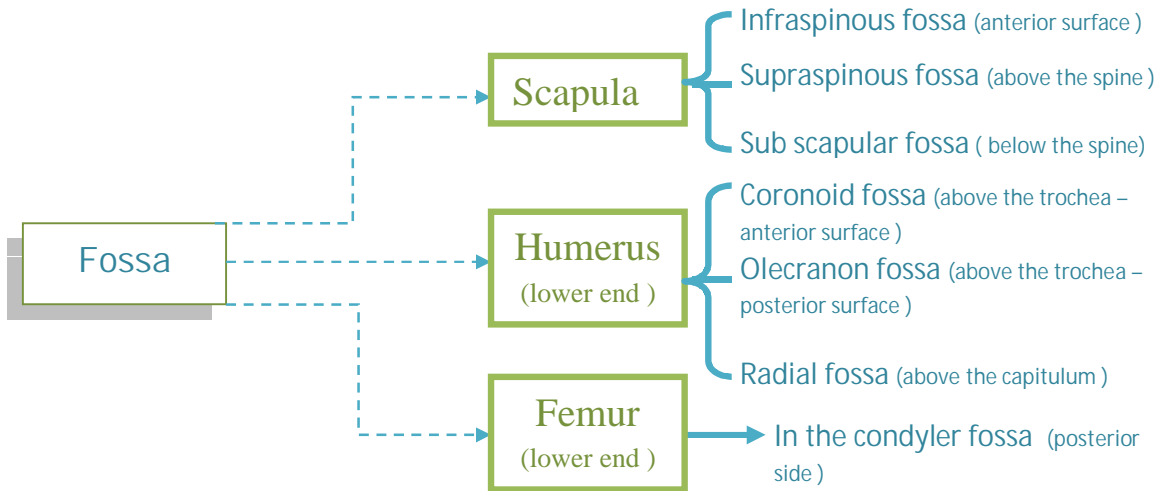 Fossa
Scapula
Infraspinous fossa (anterior surface )
Supraspinous fossa (above the spine )
Sub scapular fossa ( below the spine)
Humerus
(lower end )
Coronoid fossa (above the trochea –
anterior surface )
Olecranon fossa (above the trochea –
posterior surface )
Radial fossa (above the capitulum )
Femur
(lower end )
In the condyler fossa (posterior
side )